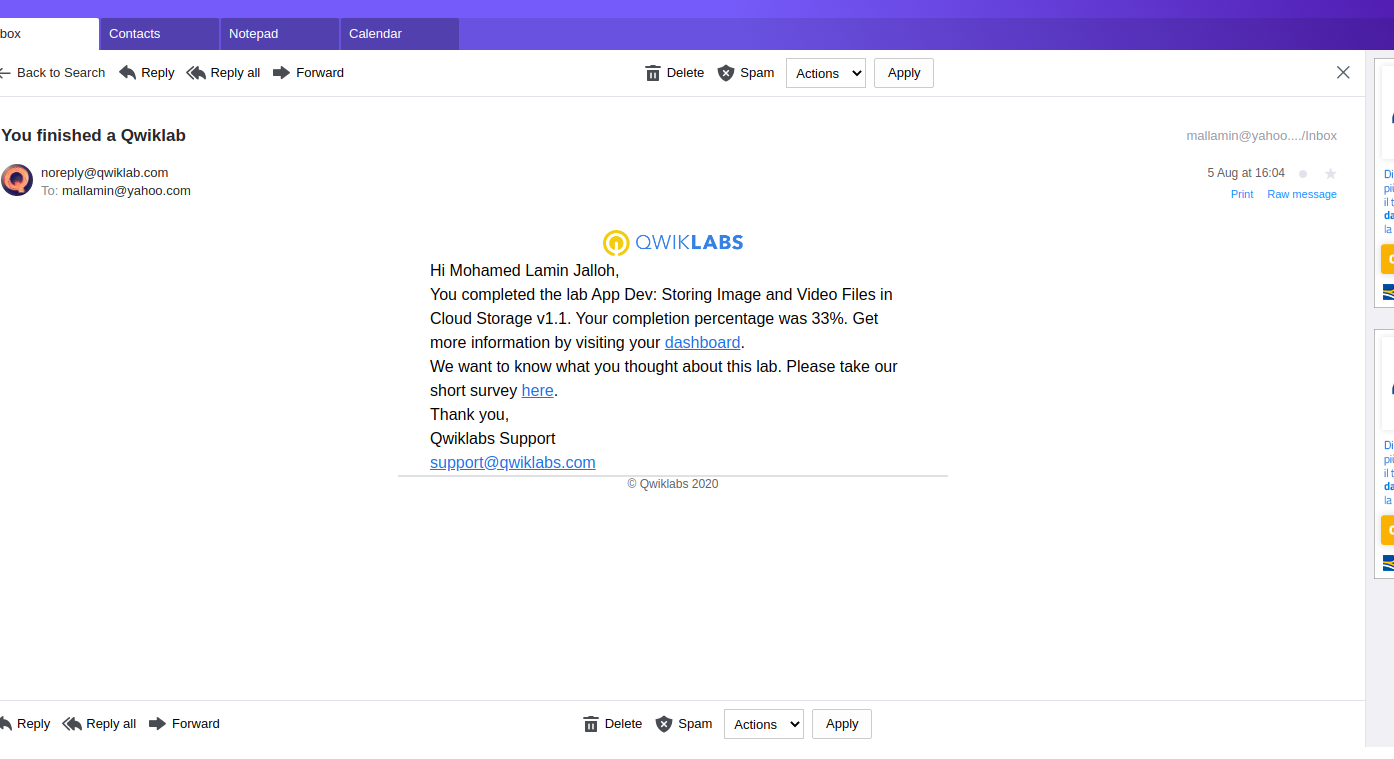 box Contacts Notepad Calendar
Back to Search Reply Reply all Forward Delete Spam Actions Apply
You finished a Qwiklab mallamin@yahoo..../Inbox
noreply@qwiklab.com 5 Aug at 16:04
To: mallamin@yahoo.com
Print Raw message
QWIKLABS
Hi Mohamed Lamin Jalloh,
You completed the lab App Dev: Storing Image and Video Files in
Cloud Storage v1.1. Your completion percentage was 33%. Get
more information by visiting your dashboard.
We want to know what you thought about this lab. Please take our
short survey here.
Thank you,
Qwiklabs Support
support@qwiklabs.com
© Qwiklabs 2020
Reply Reply all Forward Delete Spam Actions Apply
Di
più
il t
da
la
Di
più
il t
da
la